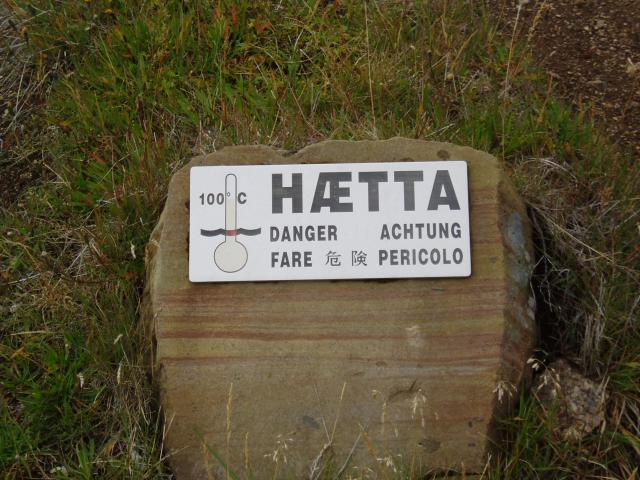 100°C HÆTTA
DANGER ACHTUNG
FARE 危険 PERICOLO